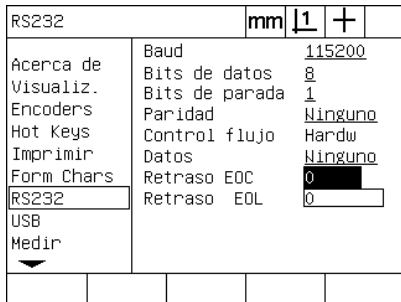 RS232 mm 1
Acerca de
Visualiz.
Encoders
Hot Keys
Imprimir
Form Chars
RS232
USB
Medir
Baud 115200
Bits de datos 8
Bits de parada 1
Paridad Ninguno
Control flujo Hardw
Datos Ninguno
Retraso EOC 0
Retraso EOL 0